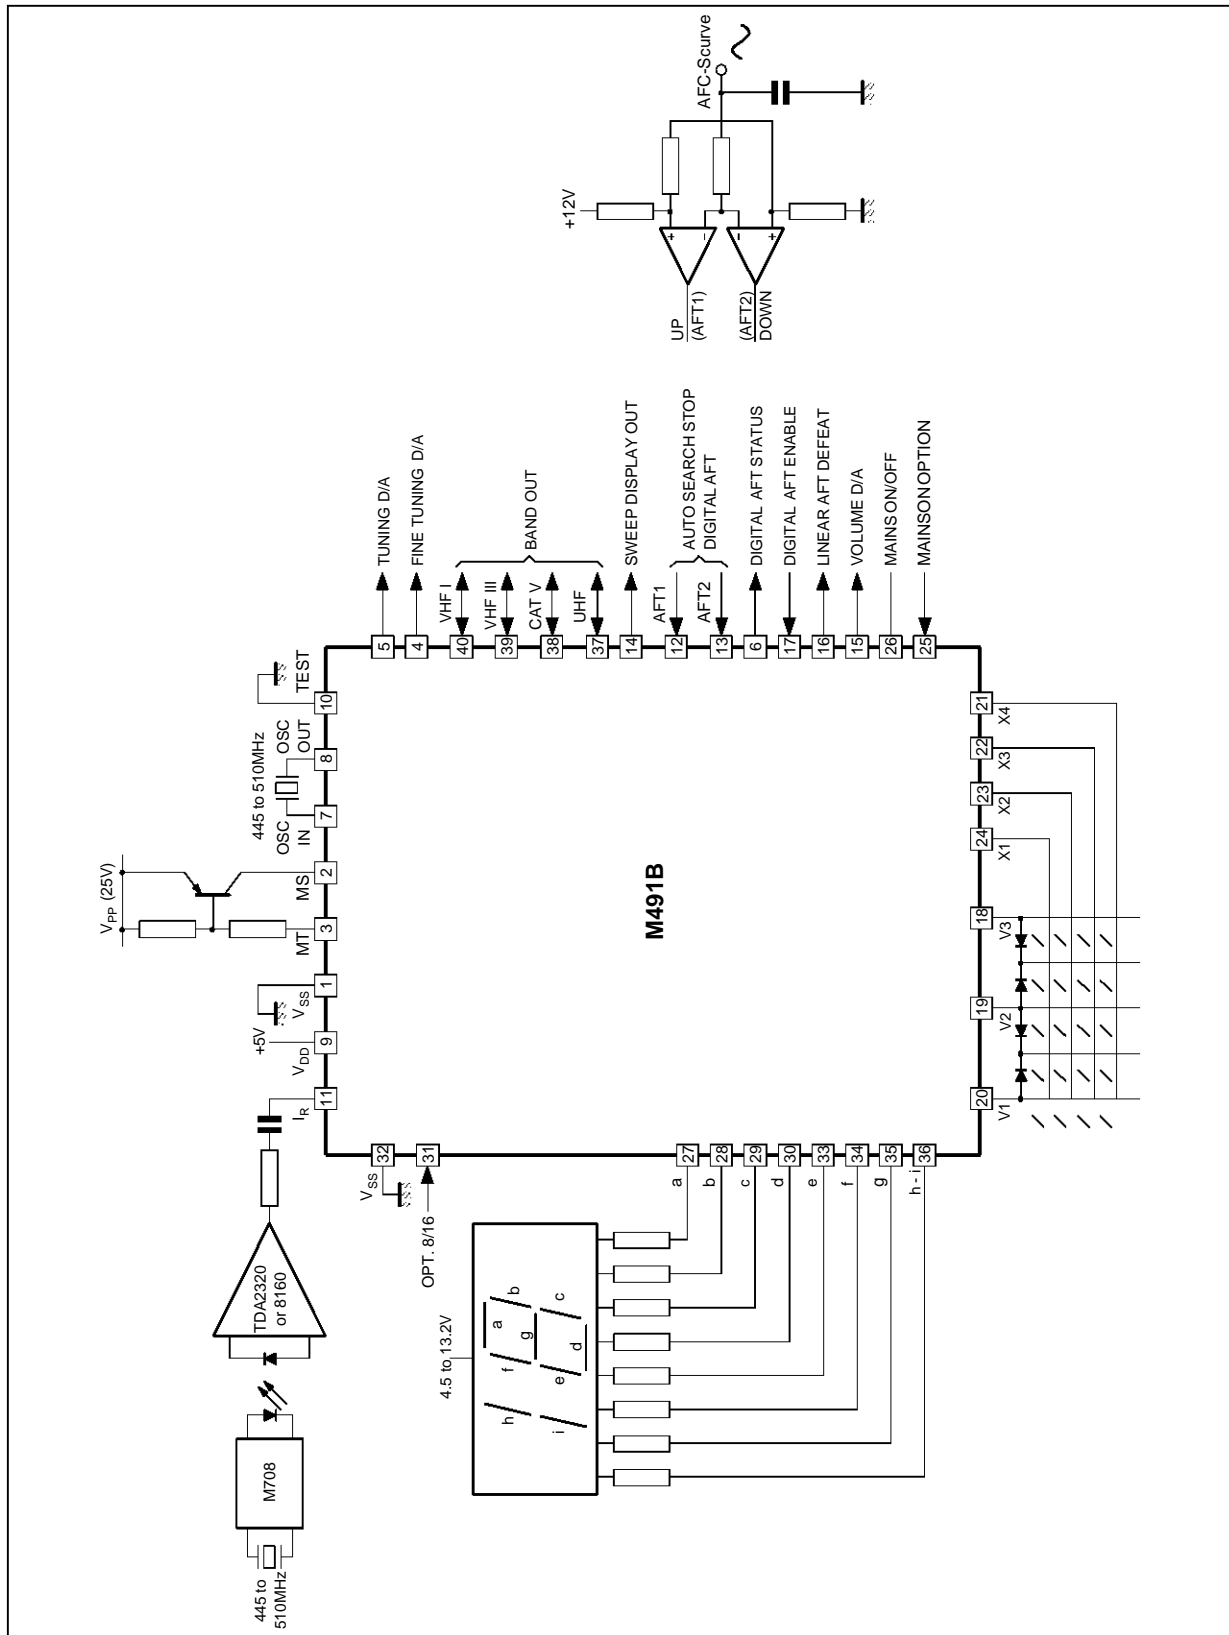 445 to
510MHz
M708
TDA2320
or 8160
I_R
11
+5V
V_DD
9
V_SS
1
V_PP (25V)
MT
3
MS
2
445 to 510MHz
OSC
IN
7
OSC
OUT
8
TEST
10
V_SS
32
OPT. 8/16
31
4.5 to 13.2V
h
i
f
a
b
g
e
d
c
a
27
b
28
c
29
d
30
e
33
f
34
g
35
h - i
36
M491B
5
TUNING D/A
4
FINE TUNING D/A
40
VHF I
39
VHF III
38
CAT V
37
UHF
BAND OUT
14
SWEEP DISPLAY OUT
12
AFT1
13
AFT2
AUTO SEARCH STOP
DIGITAL AFT
6
DIGITAL AFT STATUS
17
DIGITAL AFT ENABLE
16
LINEAR AFT DEFEAT
15
VOLUME D/A
26
MAINS ON/OFF
25
MAINS ON OPTION
20
V1
19
V2
18
V3
24
X1
23
X2
22
X3
21
X4
UP
(AFT1)
(AFT2)
DOWN
+12V
+
–
–
+
AFC-Scurve